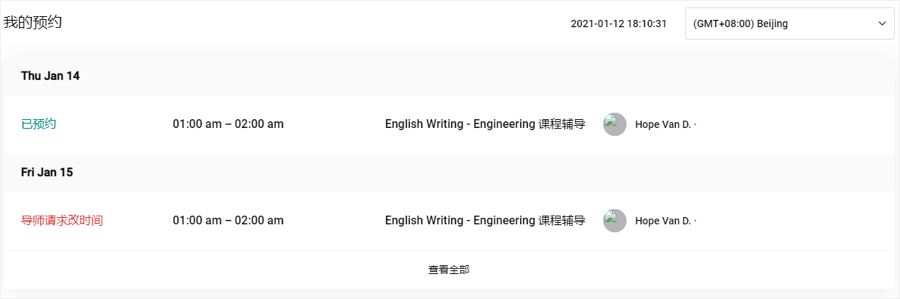 我的预约
2021-01-12 18:10:31
(GMT+08:00) Beijing
Thu Jan 14
已预约 01:00 am – 02:00 am English Writing - Engineering 课程辅导 Hope Van D. ·
Fri Jan 15
导师请求改时间 01:00 am – 02:00 am English Writing - Engineering 课程辅导 Hope Van D. ·
查看全部